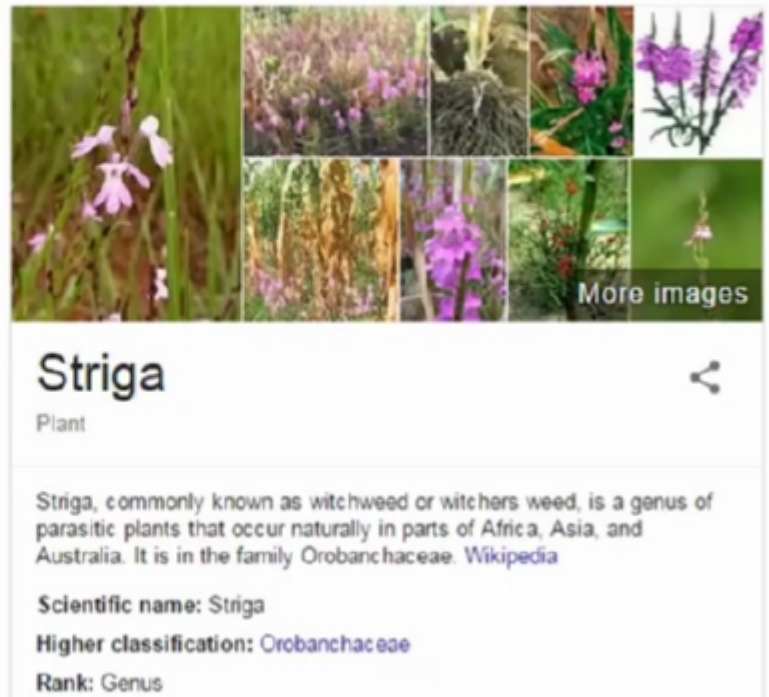 More images
Striga
Plant
Striga, commonly known as witchweed or witchers weed, is a genus of
parasitic plants that occur naturally in parts of Africa, Asia, and
Australia. It is in the family Orobanchaceae. Wikipedia
Scientific name: Striga
Higher classification: Orobanchaceae
Rank: Genus